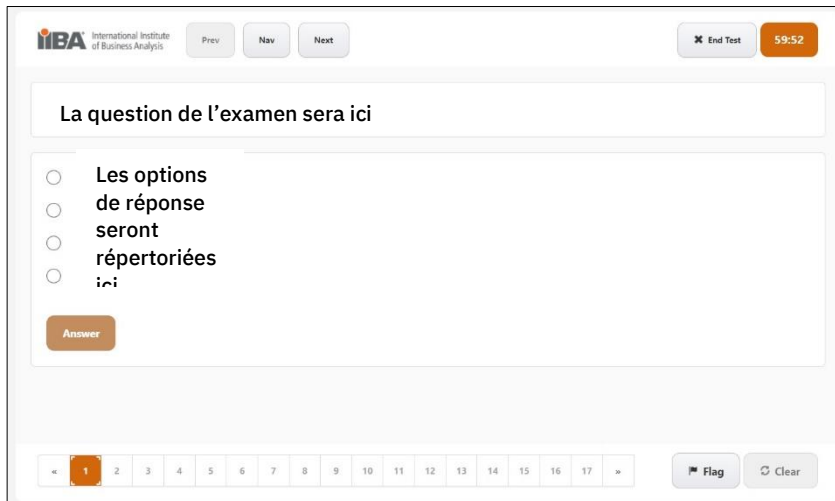 iiBA International Institute
of Business Analysis
Prev
Nav
Next
✖ End Test
59:52
La question de l’examen sera ici
Les options
de réponse
seront
répertoriées
ici
Answer
« 1 2 3 4 5 6 7 8 9 10 11 12 13 14 15 16 17 »
Flag
Clear